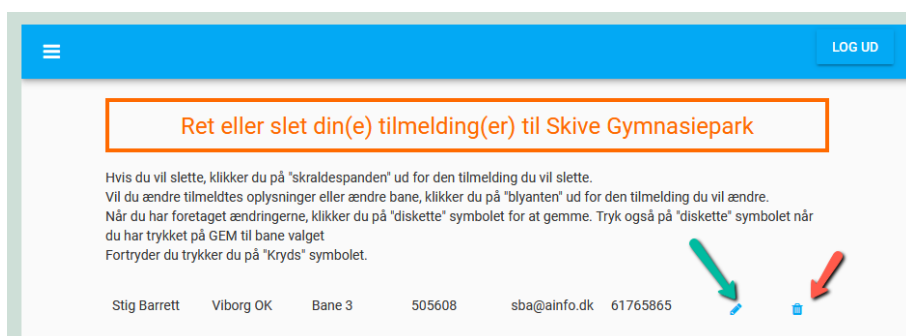 LOG UD
Ret eller slet din(e) tilmelding(er) til Skive Gymnasiepark
Hvis du vil slette, klikker du på "skraldespanden" ud for den tilmelding du vil slette.
Vil du ændre tilmeldtes oplysninger eller ændre bane, klikker du på "blyanten" ud for den tilmelding du vil ændre.
Når du har foretaget ændringerne, klikker du på "diskette" symbolet for at gemme. Tryk også på "diskette" symbolet når
du har trykket på GEM til bane valget
Fortryder du trykker du på "Kryds" symbolet.
Stig Barrett Viborg OK Bane 3 505608 sba@ainfo.dk 61765865